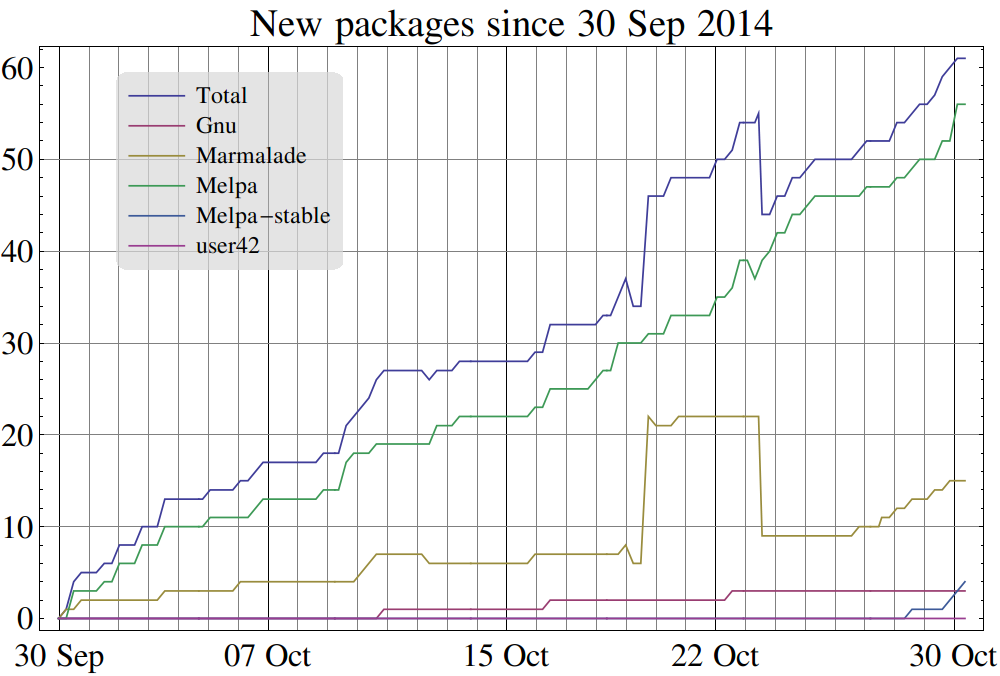 New packages since 30 Sep 2014
60
50
40
30
20
10
0
Total
Gnu
Marmalade
Melpa
Melpa-stable
user42
30 Sep 07 Oct 15 Oct 22 Oct 30 Oct